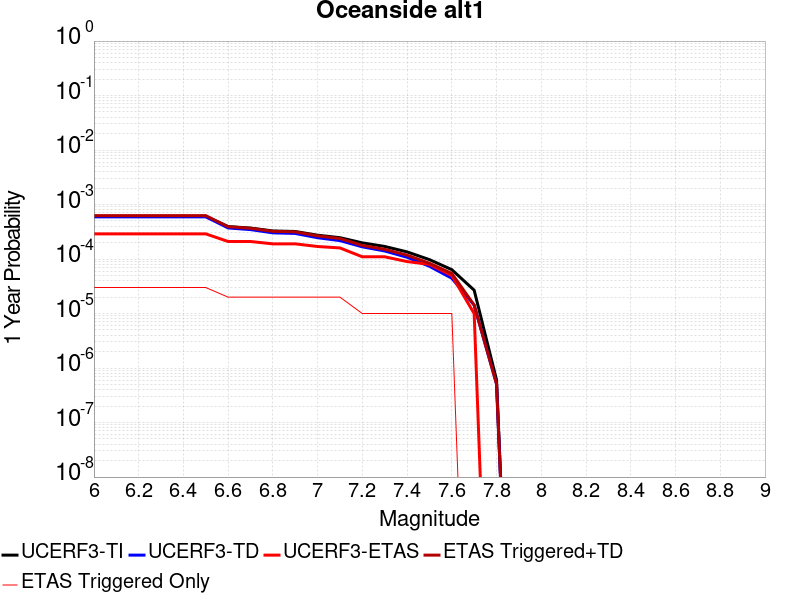 Oceanside alt1
10^0
10^-1
10^-2
10^-3
10^-4
10^-5
10^-6
10^-7
10^-8
1 Year Probability
6 6.2 6.4 6.6 6.8 7 7.2 7.4 7.6 7.8 8 8.2 8.4 8.6 8.8 9
Magnitude
UCERF3-TI UCERF3-TD UCERF3-ETAS ETAS Triggered+TD
ETAS Triggered Only